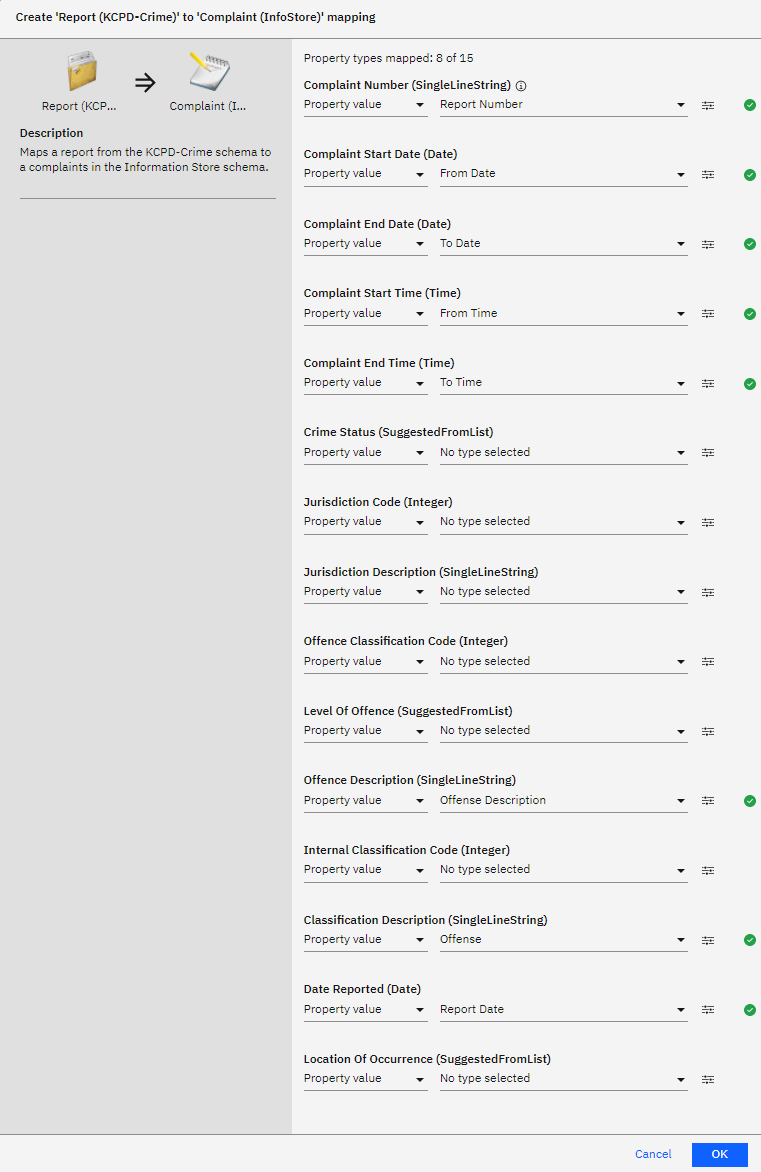 Create 'Report (KCPD-Crime)' to 'Complaint (InfoStore)' mapping
Report (KCP...
Complaint (I...
Description
Maps a report from the KCPD-Crime schema to
a complaints in the Information Store schema.
Property types mapped: 8 of 15
Complaint Number (SingleLineString)
Property value Report Number
Complaint Start Date (Date)
Property value From Date
Complaint End Date (Date)
Property value To Date
Complaint Start Time (Time)
Property value From Time
Complaint End Time (Time)
Property value To Time
Crime Status (SuggestedFromList)
Property value No type selected
Jurisdiction Code (Integer)
Property value No type selected
Jurisdiction Description (SingleLineString)
Property value No type selected
Offence Classification Code (Integer)
Property value No type selected
Level Of Offence (SuggestedFromList)
Property value No type selected
Offence Description (SingleLineString)
Property value Offense Description
Internal Classification Code (Integer)
Property value No type selected
Classification Description (SingleLineString)
Property value Offense
Date Reported (Date)
Property value Report Date
Location Of Occurrence (SuggestedFromList)
Property value No type selected
Cancel OK